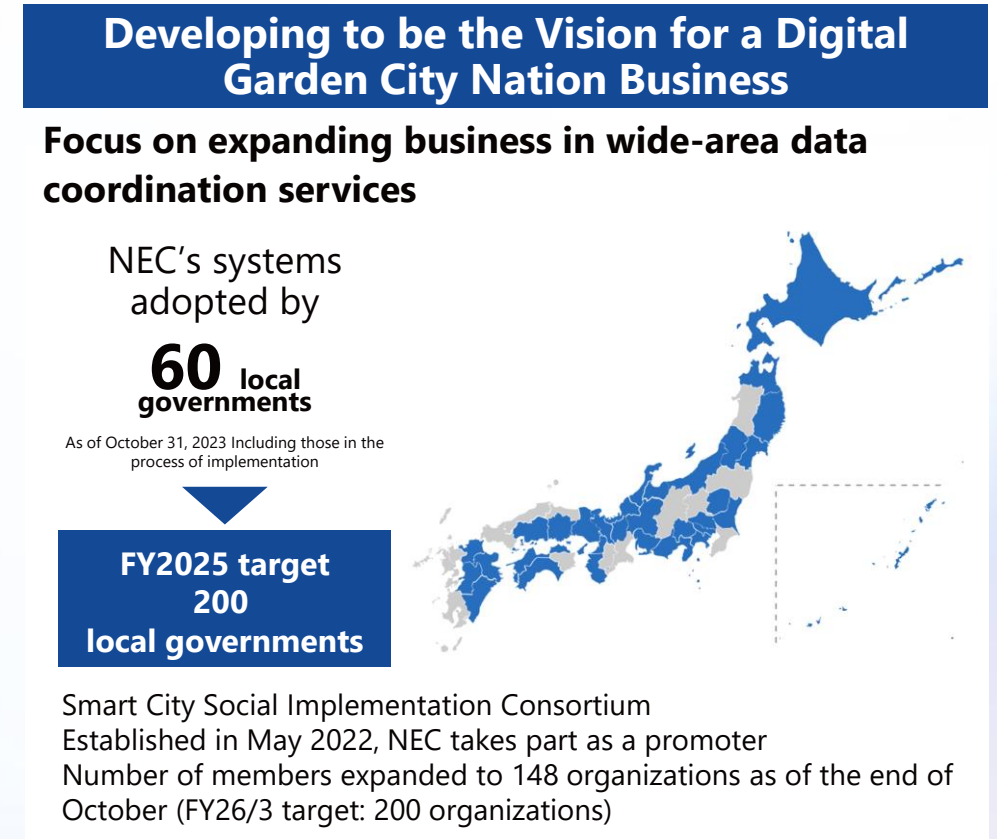 Developing to be the Vision for a Digital
Garden City Nation Business
Focus on expanding business in wide-area data
coordination services
NEC’s systems
adopted by
60 local
governments
As of October 31, 2023 Including those in the
process of implementation
FY2025 target
200
local governments
Smart City Social Implementation Consortium
Established in May 2022, NEC takes part as a promoter
Number of members expanded to 148 organizations as of the end of
October (FY26/3 target: 200 organizations)